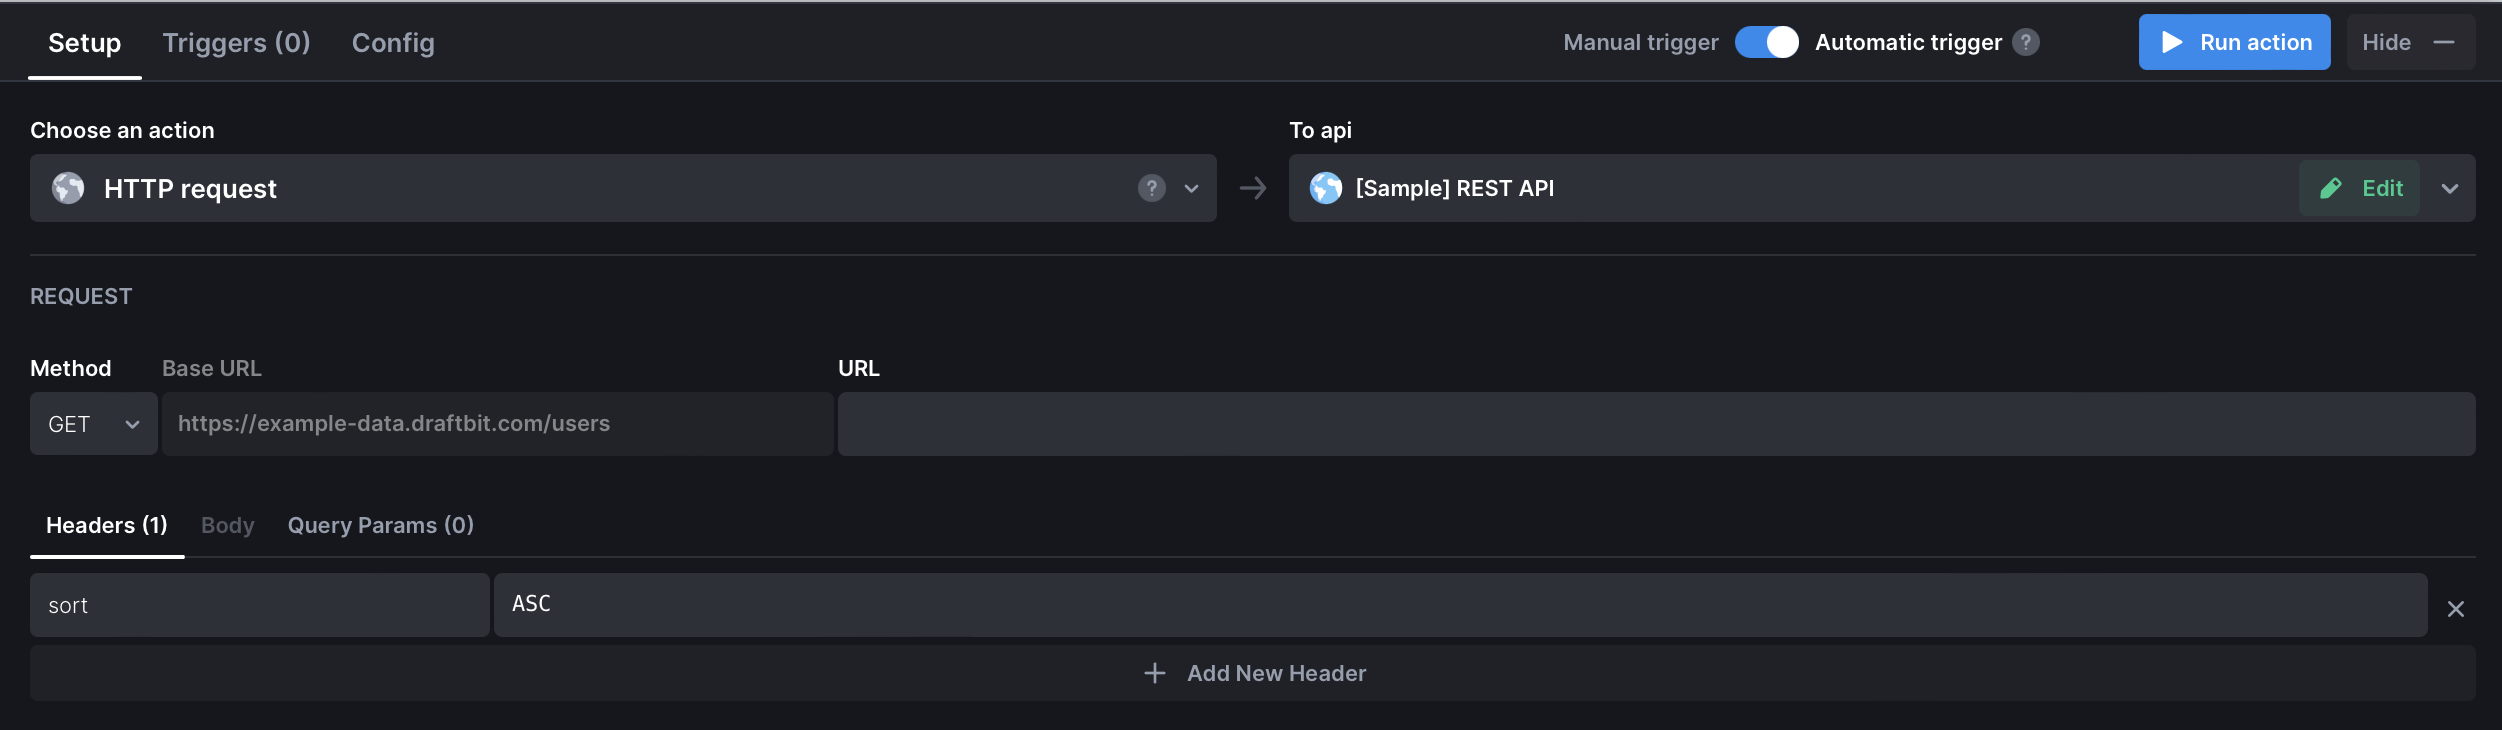 Setup Triggers (0) Config Manual trigger Automatic trigger ? Run action Hide
Choose an action To api
HTTP request ? [Sample] REST API Edit
REQUEST
Method Base URL URL
GET https://example-data.draftbit.com/users
Headers (1) Body Query Params (0)
sort ASC
Add New Header